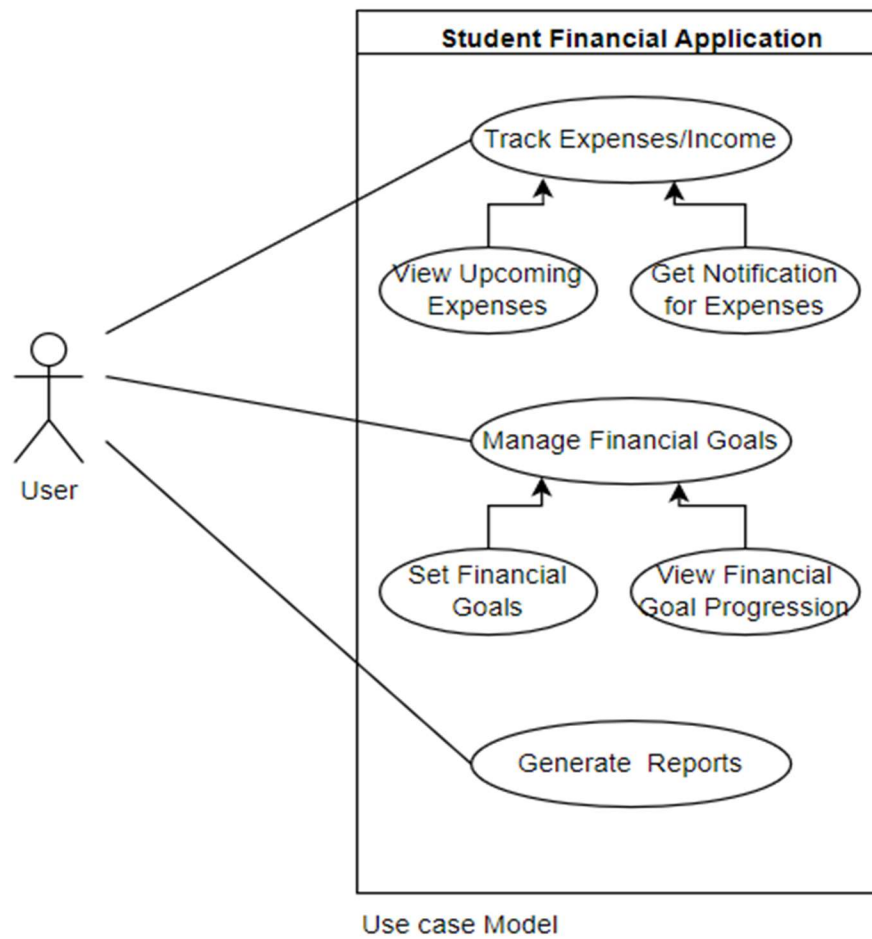 Student Financial Application
Track Expenses/Income
View Upcoming
Expenses
Get Notification
for Expenses
User
Manage Financial Goals
Set Financial
Goals
View Financial
Goal Progression
Generate Reports
Use case Model